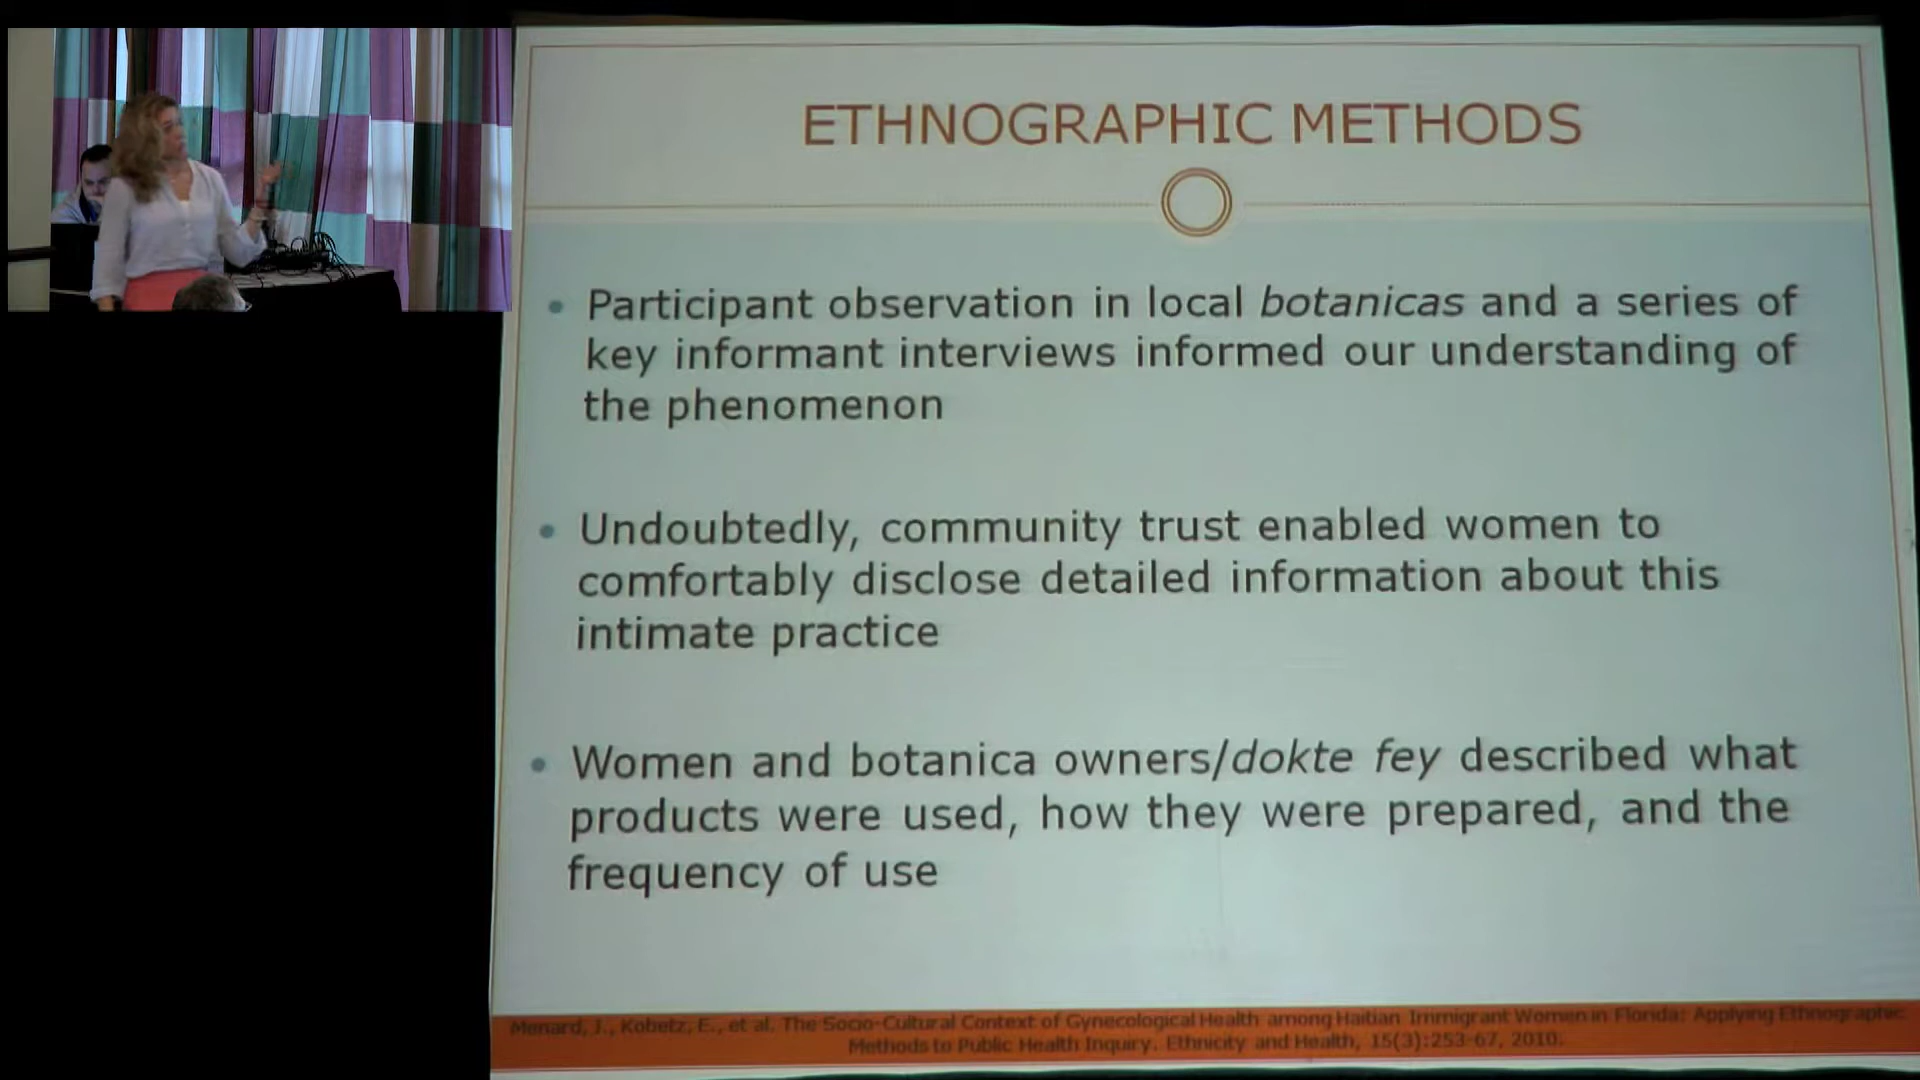 ETHNOGRAPHIC METHODS
• Participant observation in local botanicas and a series of
key informant interviews informed our understanding of
the phenomenon
• Undoubtedly, community trust enabled women to
comfortably disclose detailed information about this
intimate practice
• Women and botanica owners/dokte fey described what
products were used, how they were prepared, and the
frequency of use
Menard, J., Kobetz, E., et al. The Socio-Cultural Context of Gynecological Health among Haitian Immigrant Women in Florida: Applying Ethnographic
Methods to Public Health Inquiry. Ethnicity and Health, 15(3):253-67, 2010.